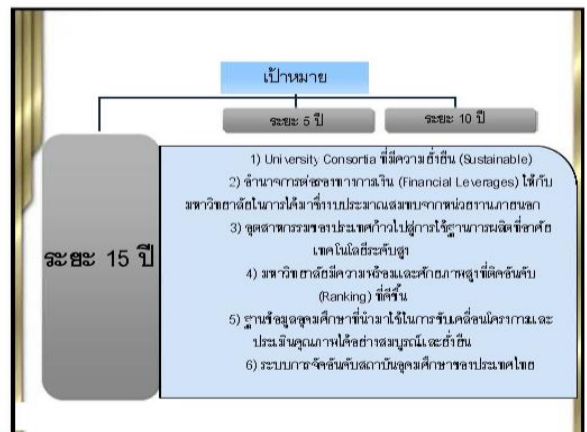 เป้าหมาย
ระยะ 5 ปี
ระยะ 10 ปี
ระยะ 15 ปี
1) University Consortia ที่มีความยั่งยืน (Sustainable)
2) อำนาจการต่อรองทางการเงิน (Financial Leverages) ให้กับ
มหาวิทยาลัยในการได้มาซึ่งงบประมาณสมทบจากหน่วยงานภายนอก
3) อุตสาหกรรมของประเทศก้าวไปสู่การใช้ฐานการผลิตที่อาศัย
เทคโนโลยีระดับสูง
4) มหาวิทยาลัยมีความพร้อมและศักยภาพสูงที่ติดอันดับ
(Ranking) ที่ดีขึ้น
5) ฐานข้อมูลอุดมศึกษาที่นำมาใช้ในการขับเคลื่อนโครงการและ
ประเมินคุณภาพได้อย่างสมบูรณ์และยั่งยืน
6) ระบบการจัดอันดับสถาบันอุดมศึกษาของประเทศไทย